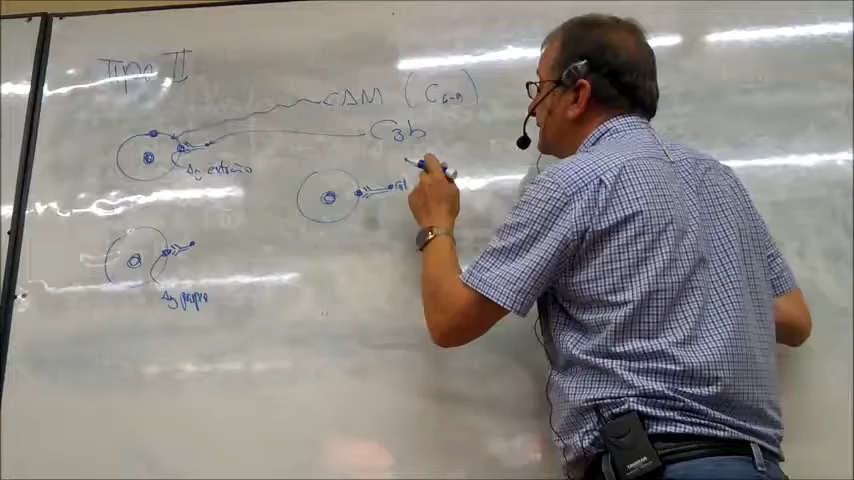 Tipo II
CAM (C5-9)
C3b
Ag extraño
Ag propio